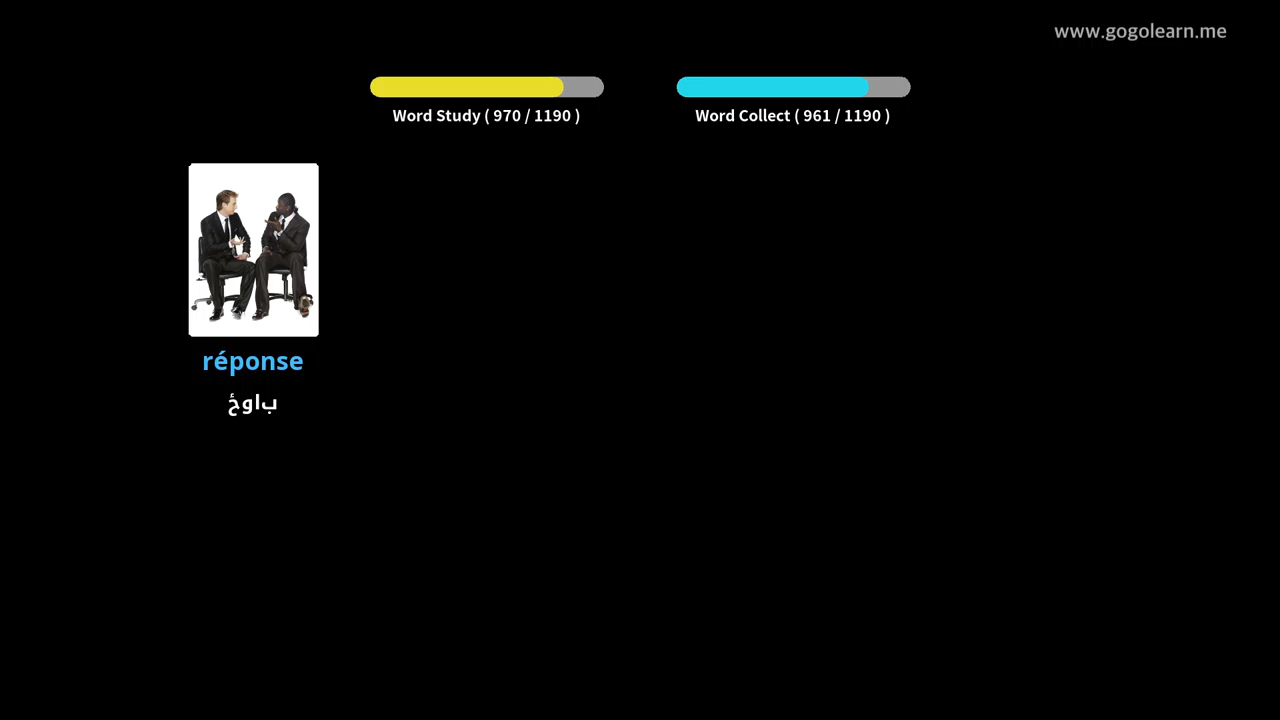 www.gogolearn.me
Word Study ( 970 / 1190 )
Word Collect ( 961 / 1190 )
réponse
باوځ